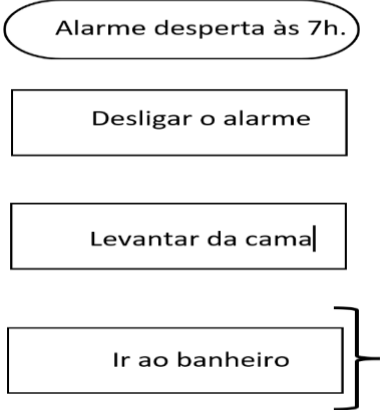 Alarme desperta às 7h.
Desligar o alarme
Levantar da cama
Ir ao banheiro